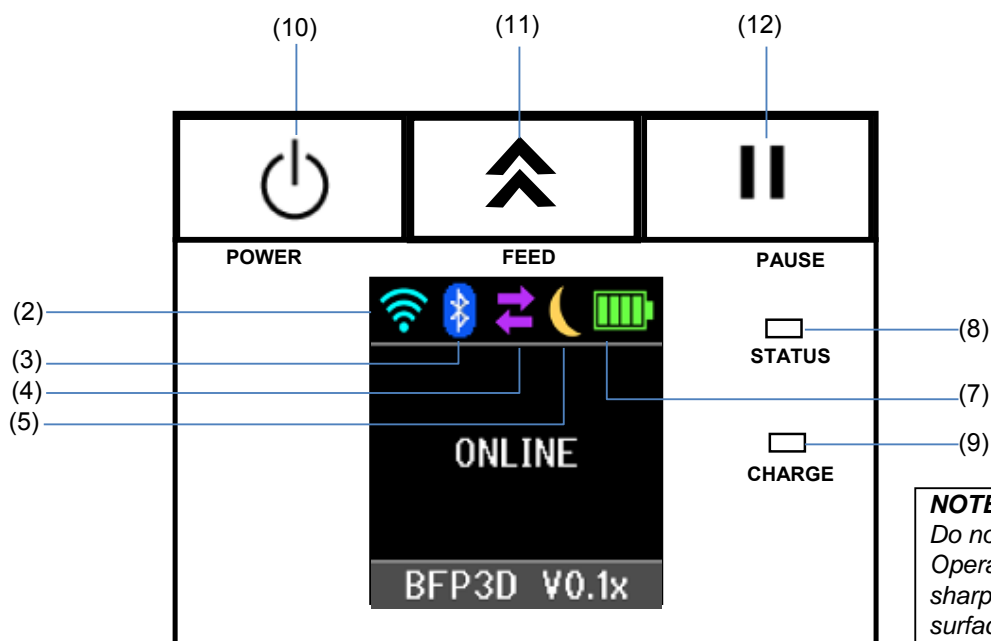 (10)
(11)
(12)
POWER
FEED
PAUSE
(2)
(8)
STATUS
(3)
(4)
(7)
(5)
ONLINE
(9)
CHARGE
NOTE
Do no
Opera
sharp
surfac
BFP3D V0.1x